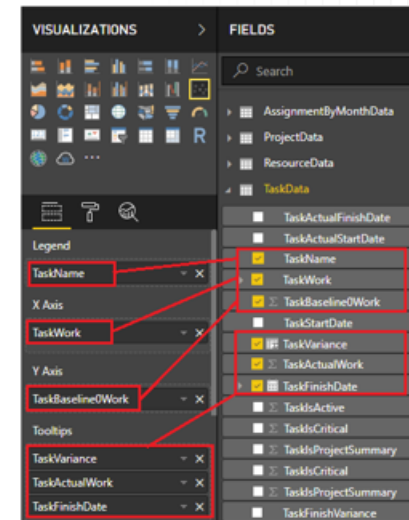 VISUALIZATIONS
FIELDS
Search
R
AssignmentByMonthData
ProjectData
ResourceData
TaskData
TaskActualFinishDate
TaskActualStartDate
TaskName
TaskWork
TaskBaseline0Work
TaskStartDate
TaskVariance
TaskActualWork
TaskFinishDate
TaskIsActive
TaskIsCritical
TaskIsProjectSummary
TaskIsCritical
TaskIsProjectSummary
TaskFinishVariance
Legend
TaskName
X Axis
TaskWork
Y Axis
TaskBaseline0Work
Tooltips
TaskVariance
TaskActualWork
TaskFinishDate